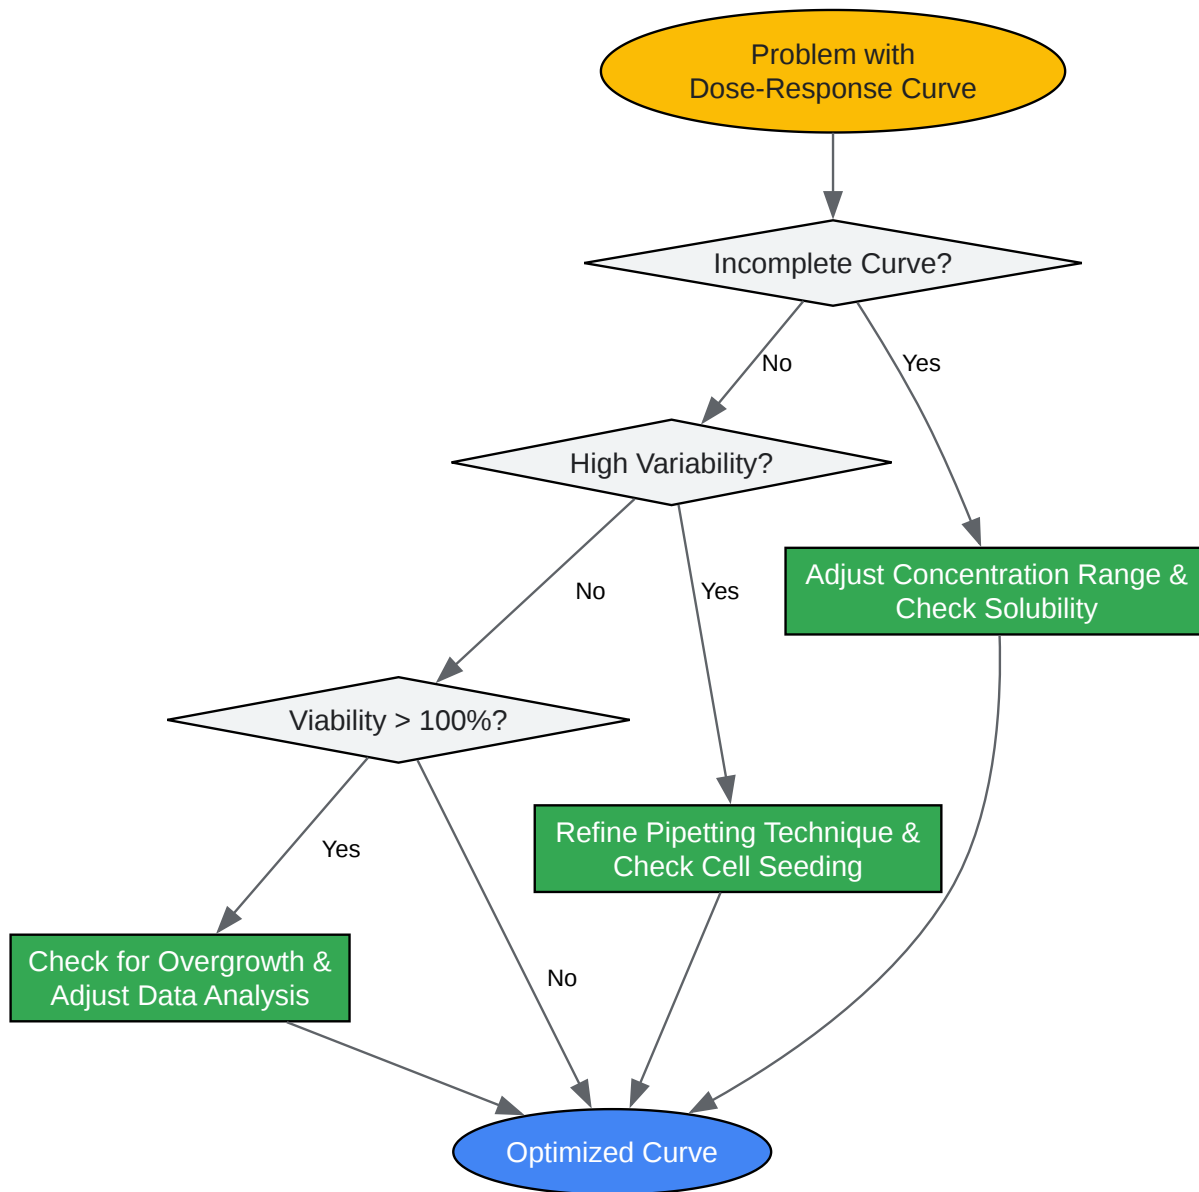 Problem with
Dose-Response Curve
Incomplete Curve?
No
Yes
High Variability?
No
Yes
Adjust Concentration Range &
Check Solubility
Viability > 100%?
Yes
No
Refine Pipetting Technique &
Check Cell Seeding
Check for Overgrowth &
Adjust Data Analysis
Optimized Curve